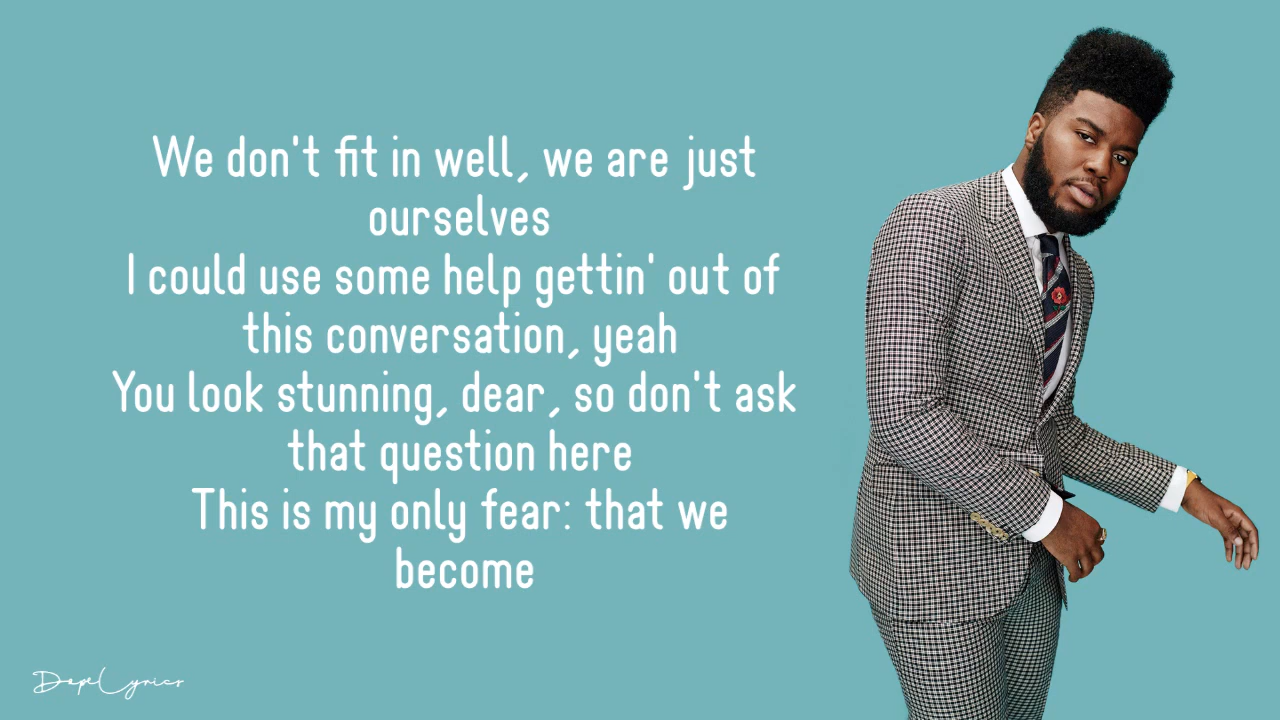 We don't fit in well, we are just
ourselves
I could use some help gettin' out of
this conversation, yeah
You look stunning, dear, so don't ask
that question here
This is my only fear: that we
become
DopeLyrics